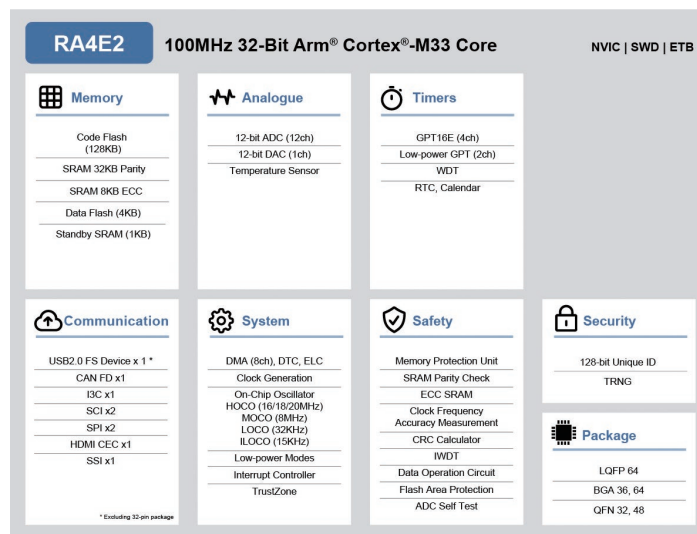 RA4E2
100MHz 32-Bit Arm® Cortex®-M33 Core
NVIC | SWD | ETB
Memory
Code Flash
(128KB)
SRAM 32KB Parity
SRAM 8KB ECC
Data Flash (4KB)
Standby SRAM (1KB)
Analogue
12-bit ADC (12ch)
12-bit DAC (1ch)
Temperature Sensor
Timers
GPT16E (4ch)
Low-power GPT (2ch)
WDT
RTC, Calendar
Communication
USB2.0 FS Device x 1 *
CAN FD x1
I3C x1
SCI x2
SPI x2
HDMI CEC x1
SSI x1
* Excluding 32-pin package
System
DMA (8ch), DTC, ELC
Clock Generation
On-Chip Oscillator
HOCO (16/18/20MHz)
MOCO (8MHz)
LOCO (32KHz)
ILOCO (15KHz)
Low-power Modes
Interrupt Controller
TrustZone
Safety
Memory Protection Unit
SRAM Parity Check
ECC SRAM
Clock Frequency
Accuracy Measurement
CRC Calculator
IWDT
Data Operation Circuit
Flash Area Protection
ADC Self Test
Security
128-bit Unique ID
TRNG
Package
LQFP 64
BGA 36, 64
QFN 32, 48